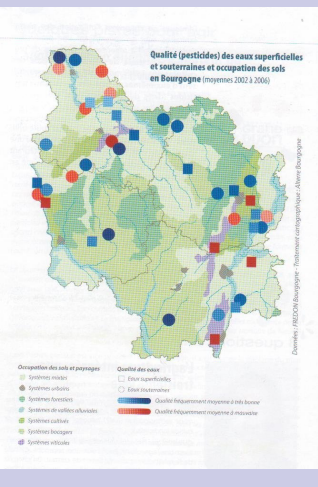 Qualité (pesticides) des eaux superficielles
et souterraines et occupation des sols
en Bourgogne (moyennes 2002 à 2006)
Données : FREDON Bourgogne - Traitement cartographique : Alterre Bourgogne
Occupation des sols et paysages
Systèmes mixtes
Systèmes urbains
Systèmes forestiers
Systèmes de vallées alluviales
Systèmes cultivés
Systèmes bocagers
Systèmes viticoles
Qualité des eaux
Eaux superficielles
Eaux souterraines
Qualité fréquemment moyenne à très bonne
Qualité fréquemment moyenne à mauvaise